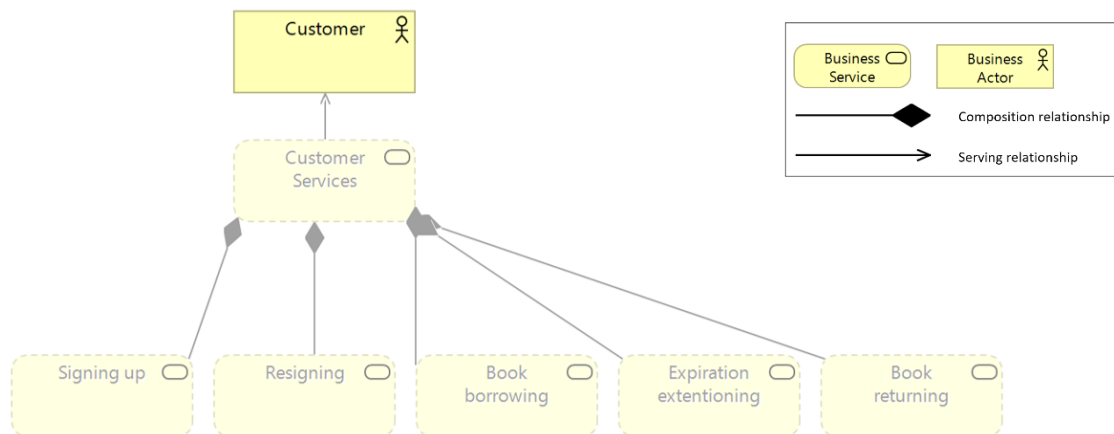 Customer
Business
Service
Business
Actor
Composition relationship
Serving relationship
Customer
Services
Signing up
Resigning
Book
borrowing
Expiration
extentioning
Book
returning